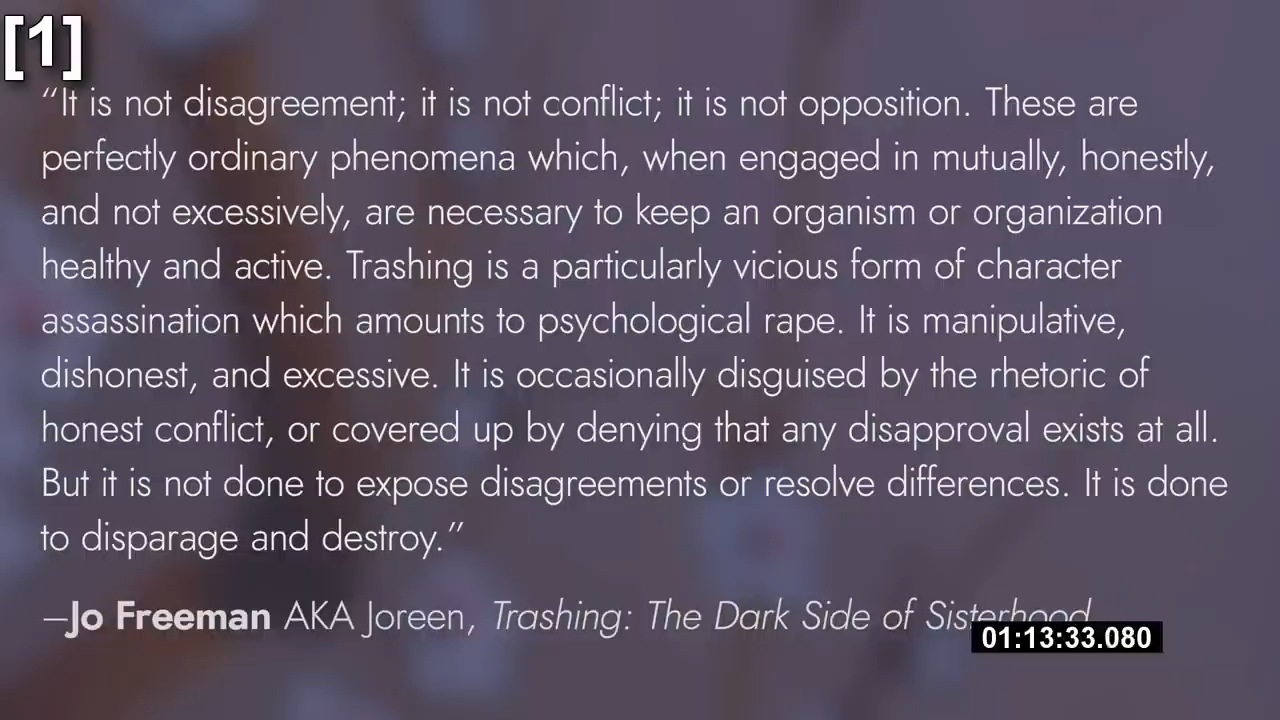 [1]
“It is not disagreement; it is not conflict; it is not opposition. These are
perfectly ordinary phenomena which, when engaged in mutually, honestly,
and not excessively, are necessary to keep an organism or organization
healthy and active. Trashing is a particularly vicious form of character
assassination which amounts to psychological rape. It is manipulative,
dishonest, and excessive. It is occasionally disguised by the rhetoric of
honest conflict, or covered up by denying that any disapproval exists at all.
But it is not done to expose disagreements or resolve differences. It is done
to disparage and destroy.”
—Jo Freeman AKA Joreen, Trashing: The Dark Side of Sisterhood
01:13:33.080